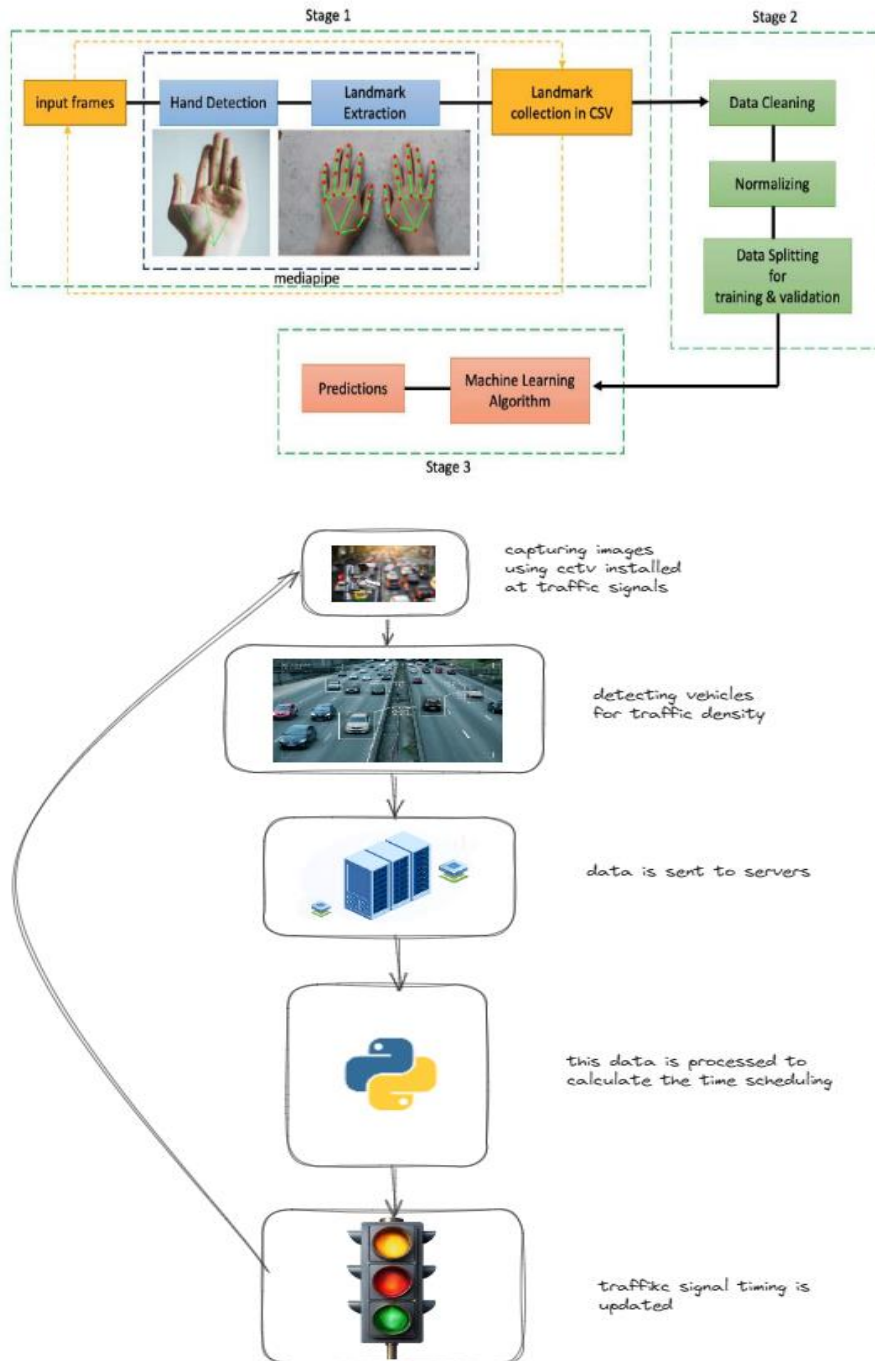 Stage 1
Stage 2
input frames
Hand Detection
Landmark
Extraction
Landmark
collection in CSV
Data Cleaning
Normalizing
Data Splitting
for
training & validation
mediapipe
Predictions
Machine Learning
Algorithm
Stage 3
capturing images
using cctv installed
at traffic signals
detecting vehicles
for traffic density
data is sent to servers
this data is processed to
calculate the time scheduling
traffikc signal timing is
updated